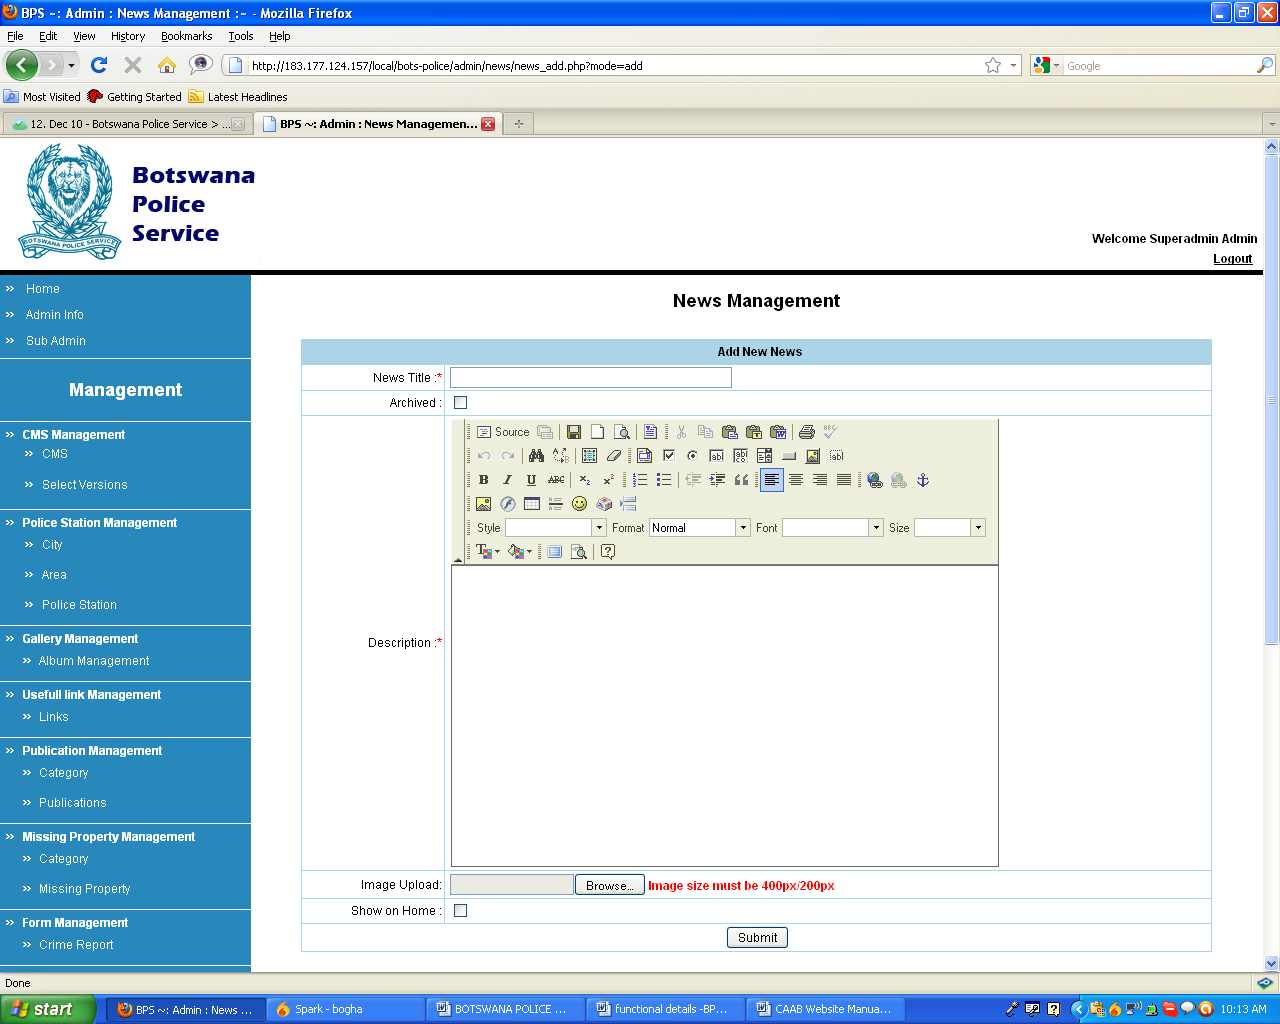 BPS ~: Admin : News Management :~ - Mozilla Firefox
File Edit View History Bookmarks Tools Help
http://183.177.124.157/local/bots-police/admin/news/news_add.php?mode=add
Google
Most Visited Getting Started Latest Headlines
12. Dec 10 - Botswana Police Service > ...
BPS ~: Admin : News Managemen...
Botswana
Police
Service
BOTSWANA POLICE SERVICE
Welcome Superadmin Admin
Logout
Home
Admin Info
Sub Admin
Management
CMS Management
CMS
Select Versions
Police Station Management
City
Area
Police Station
Gallery Management
Album Management
Usefull link Management
Links
Publication Management
Category
Publications
Missing Property Management
Category
Missing Property
Form Management
Crime Report
News Management
Add New News
News Title :*
Archived :
Description :*
Source
B I U ABC
Style Format Normal Font Size
Image Upload: Browse... Image size must be 400px/200px
Show on Home :
Submit
Done
start BPS ~: Admin : News ... Spark - bogha BOTSWANA POLICE ... functional details -BP... CAAB Website Manua... 10:13 AM